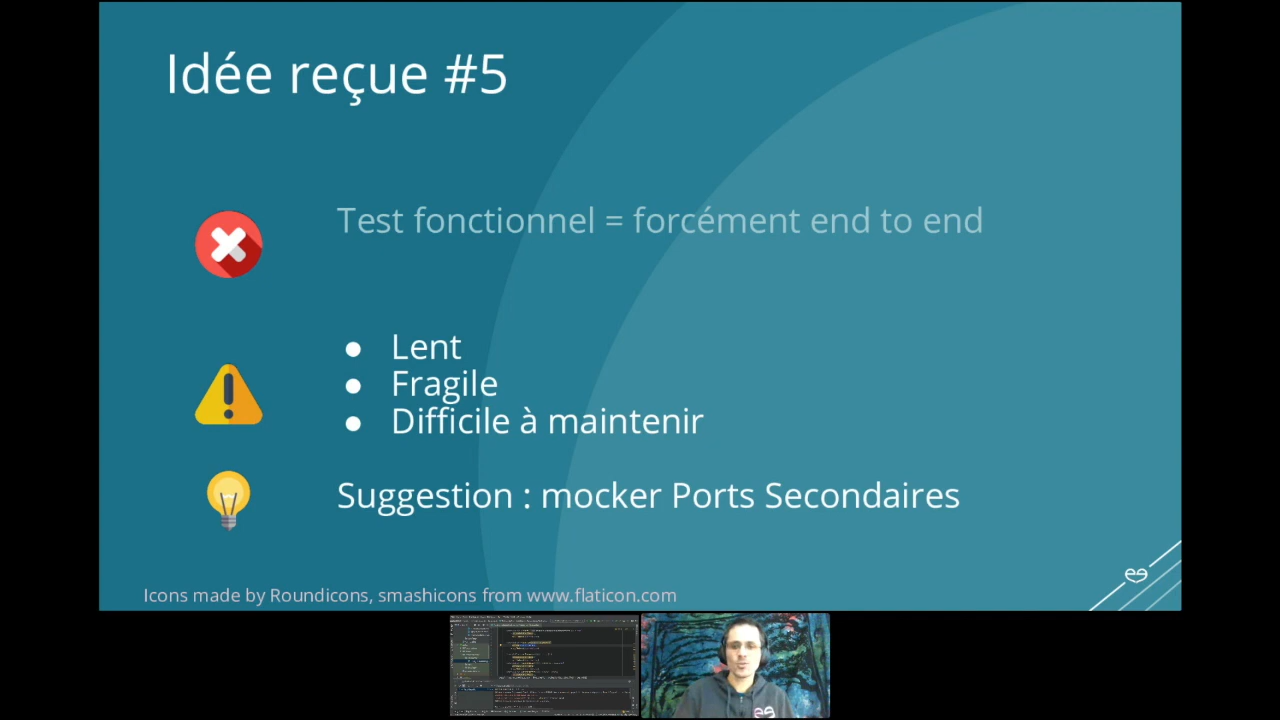 Idée reçue #5
Test fonctionnel = forcément end to end
● Lent
● Fragile
● Difficile à maintenir
Suggestion : mocker Ports Secondaires
Icons made by Roundicons, smashicons from www.flaticon.com